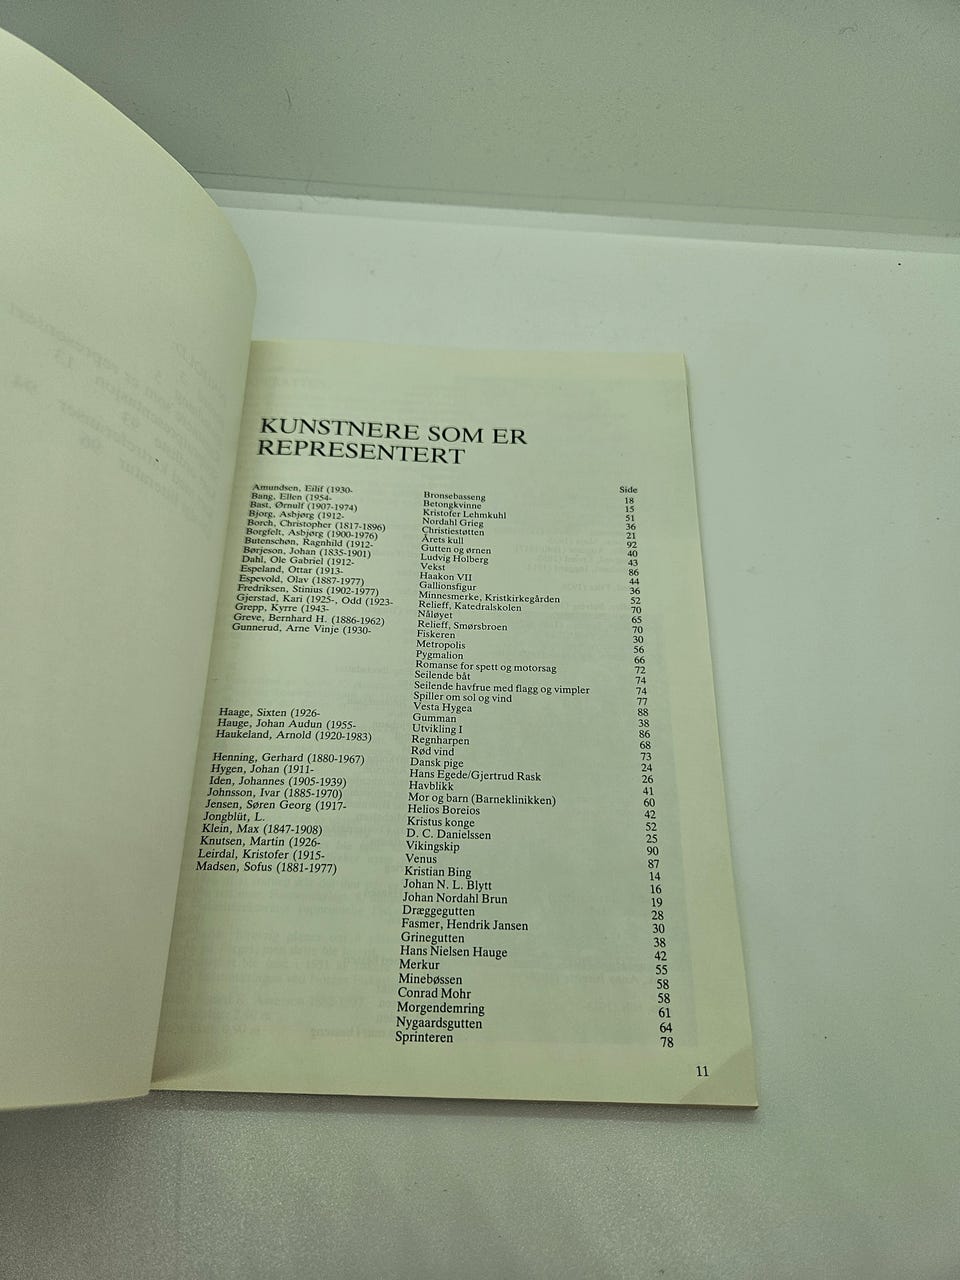 KUNSTNERE SOM ER
REPRESENTERT
Side
Amundsen, Eilif (1930- Bronsebasseng 18
Bang, Ellen (1954- Betongkvinne 15
Bast, Ørnulf (1907-1974) Kristofer Lehmkuhl 51
Bjorg, Asbjørg (1912- Nordahl Grieg 36
Borch, Christopher (1817-1896) Christiestøtten 21
Borgfelt, Asbjørg (1900-1976) Årets kull 92
Butenschøn, Ragnhild (1912- Gutten og ørnen 40
Børjeson, Johan (1835-1901) Ludvig Holberg 43
Dahl, Ole Gabriel (1912- Vekst 86
Espeland, Ottar (1913- Haakon VII 44
Espevold, Olav (1887-1977) Gallionsfigur 36
Fredriksen, Stinius (1902-1977) Minnesmerke, Kristkirkegården 52
Gjerstad, Kari (1925-, Odd (1923- Relieff, Katedralskolen 70
Grepp, Kyrre (1943- Nåløyet 65
Greve, Bernhard H. (1886-1962) Relieff, Smørsbroen 70
Gunnerud, Arne Vinje (1930- Fiskeren 30
Metropolis 56
Pygmalion 66
Romanse for spett og motorsag 72
Seilende båt 74
Seilende havfrue med flagg og vimpler 74
Spiller om sol og vind 77
Vesta Hygea 88
Haage, Sixten (1926- Gumman 38
Hauge, Johan Audun (1955- Utvikling I 86
Haukeland, Arnold (1920-1983) Regnharpen 68
Rød vind 73
Henning, Gerhard (1880-1967) Dansk pige 24
Hygen, Johan (1911- Hans Egede/Gjertrud Rask 26
Iden, Johannes (1905-1939) Havblikk 41
Johnsson, Ivar (1885-1970) Mor og barn (Barneklinikken) 60
Jensen, Søren Georg (1917- Helios Boreios 42
Jongblüt, L. Kristus konge 52
Klein, Max (1847-1908) D. C. Danielssen 25
Knutsen, Martin (1926- Vikingskip 90
Leirdal, Kristofer (1915- Venus 87
Madsen, Sofus (1881-1977) Kristian Bing 14
Johan N. L. Blytt 16
Johan Nordahl Brun 19
Dræggegutten 28
Fasmer, Hendrik Jansen 30
Grinegutten 38
Hans Nielsen Hauge 42
Merkur 55
Minebøssen 58
Conrad Mohr 58
Morgendemring 61
Nygaardsgutten 64
Sprinteren 78
11